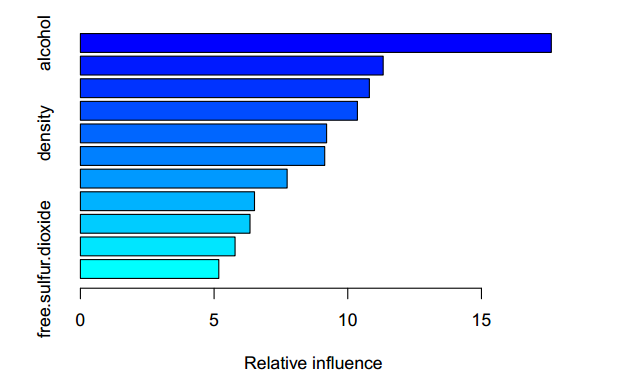 alcohol
density
free.sulfur.dioxide
0 5 10 15
Relative influence